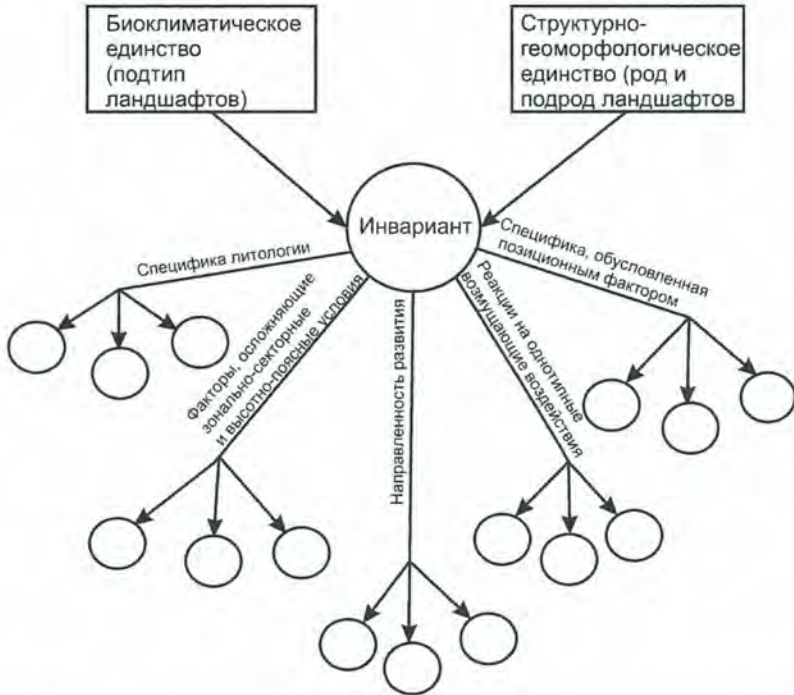 Биоклиматическое
единство
(подтип
ландшафтов)
Структурно-
геоморфологическое
единство (род и
подрод ландшафтов
Инвариант
Специфика литологии
Факторы, осложняющие
зонально-секторные
и высотно-поясные условия
Направленность развития
Реакции на однотипные
возмущающие воздействия
Специфика, обусловленная
позиционным фактором